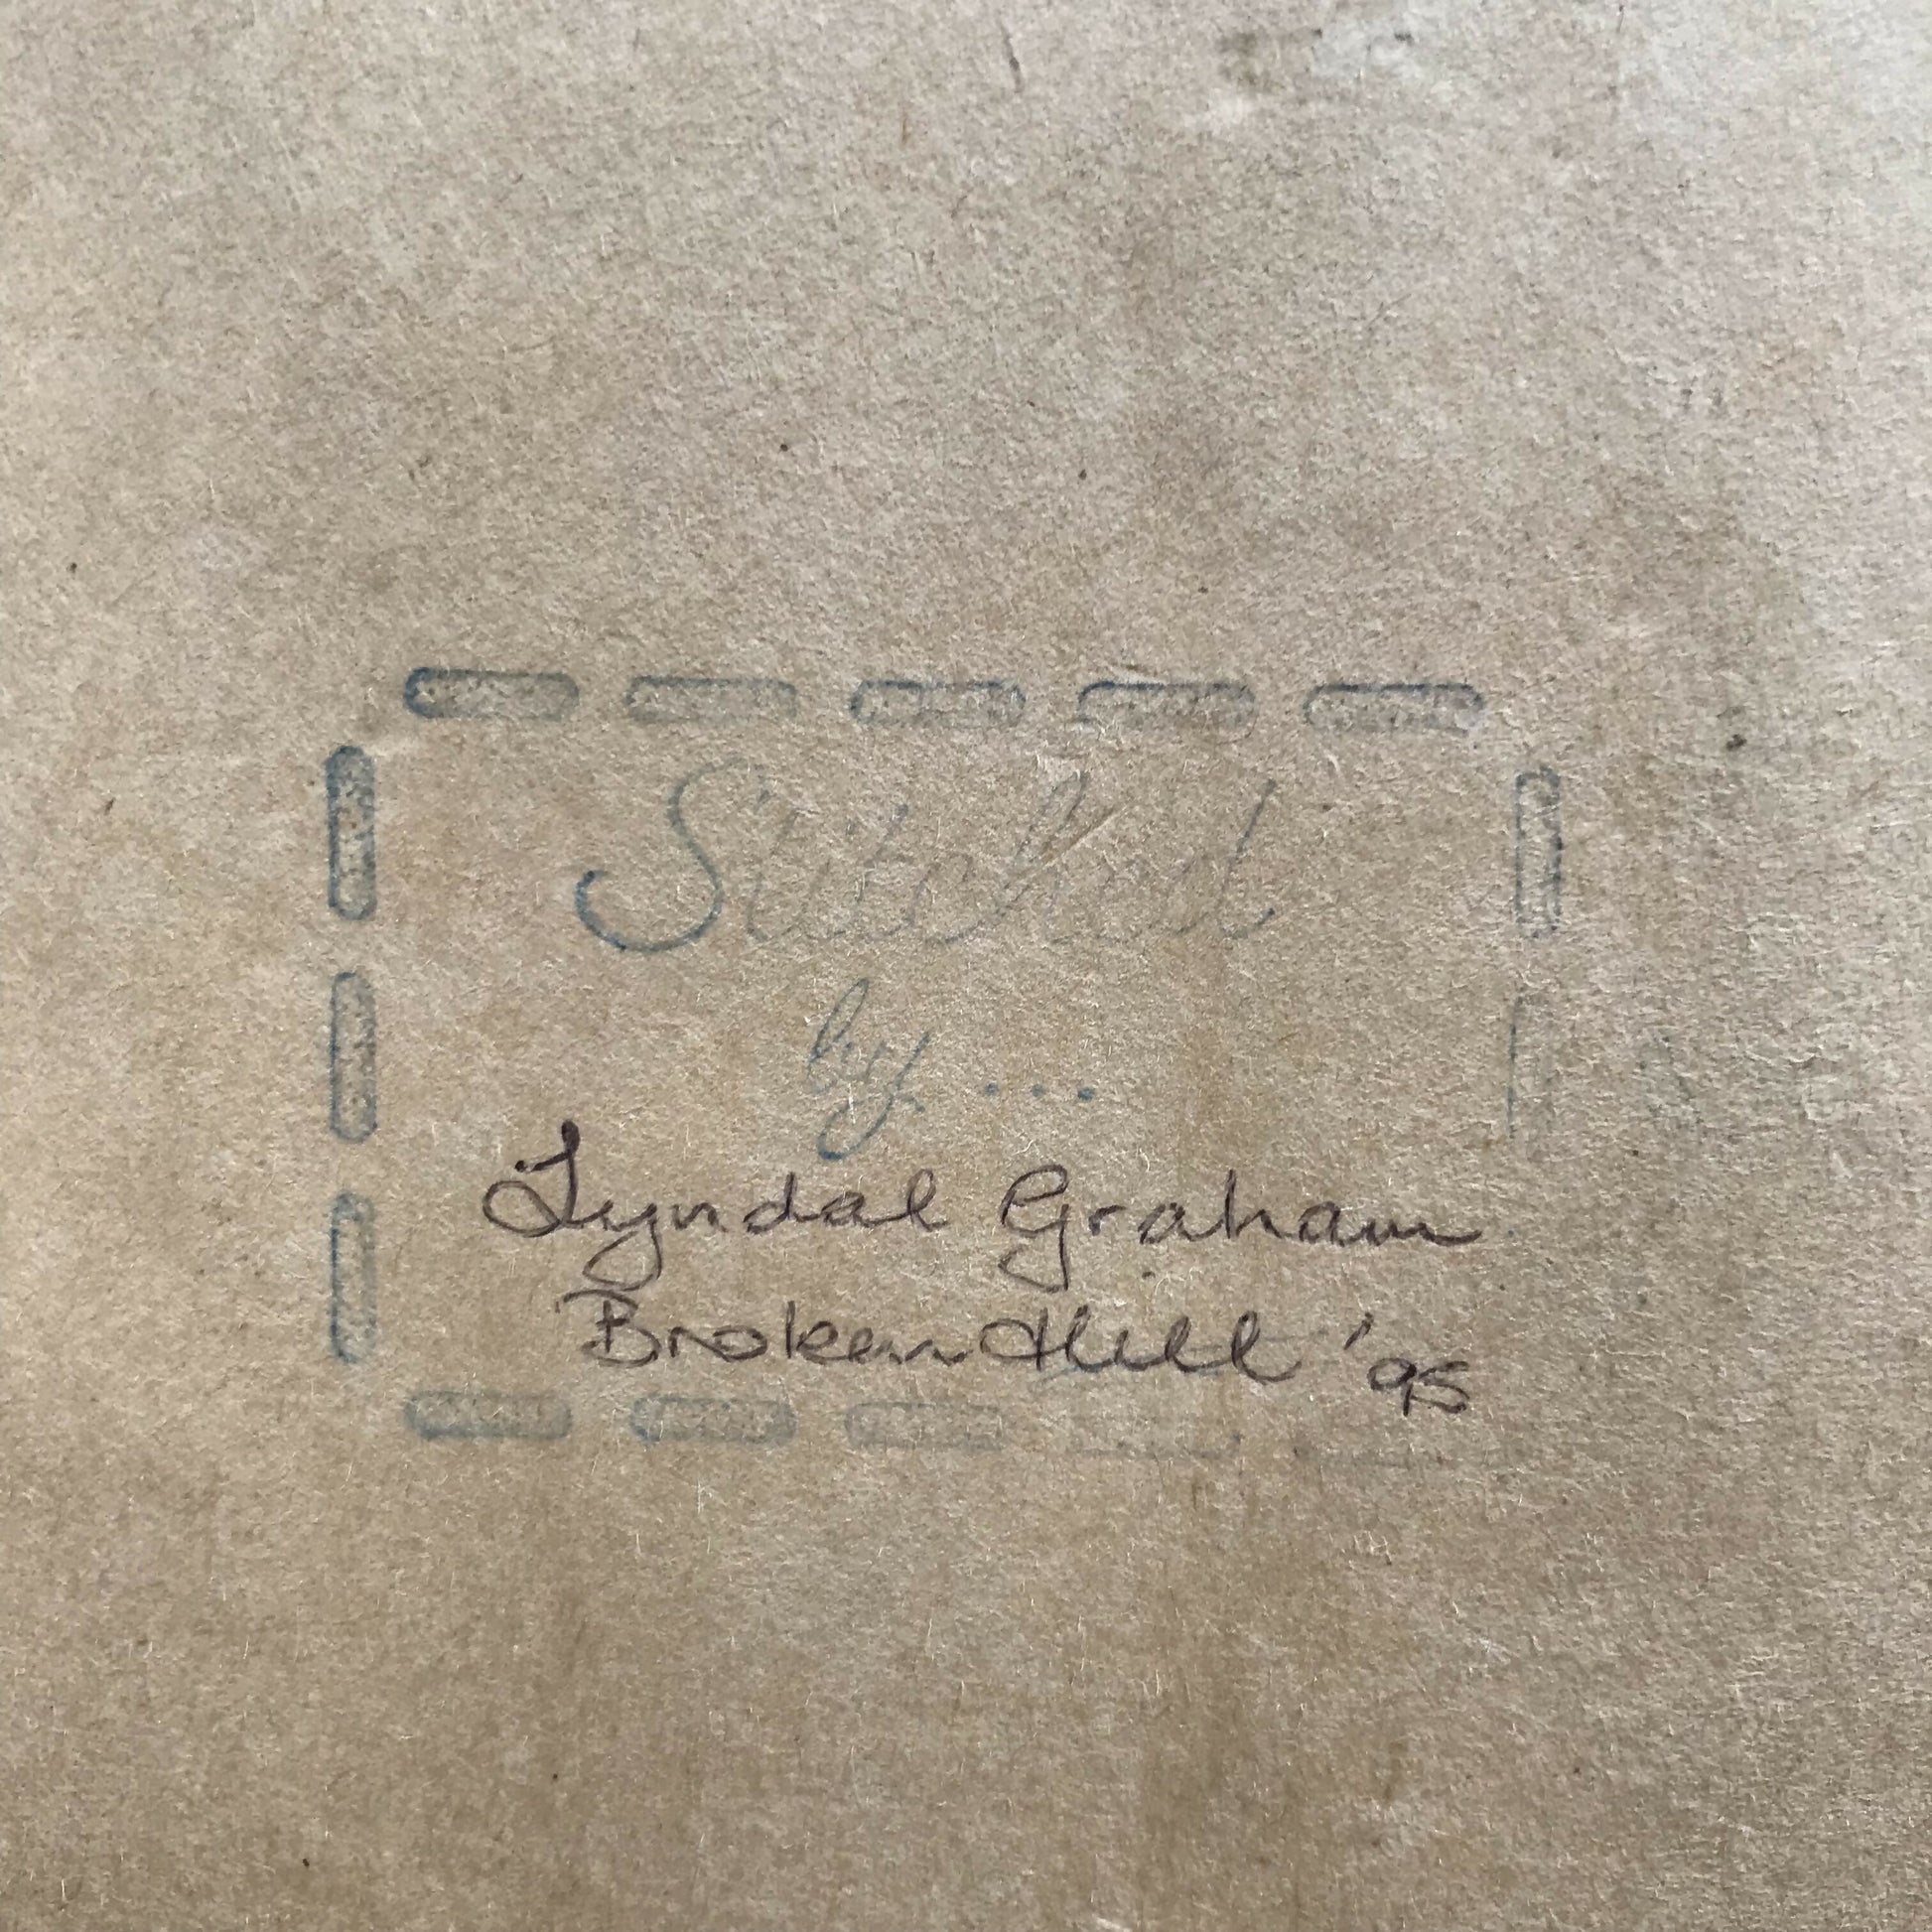 Stitched
by...
Lyndal Graham
Broken Hill '95